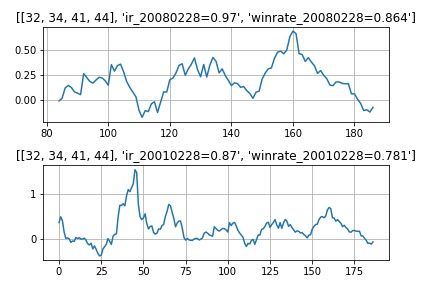 [[32, 34, 41, 44], 'ir_20080228=0.97', 'winrate_20080228=0.864']
0.50
0.25
0.00
80 100 120 140 160 180
[[32, 34, 41, 44], 'ir_20010228=0.87', 'winrate_20010228=0.781']
1
0
0 25 50 75 100 125 150 175